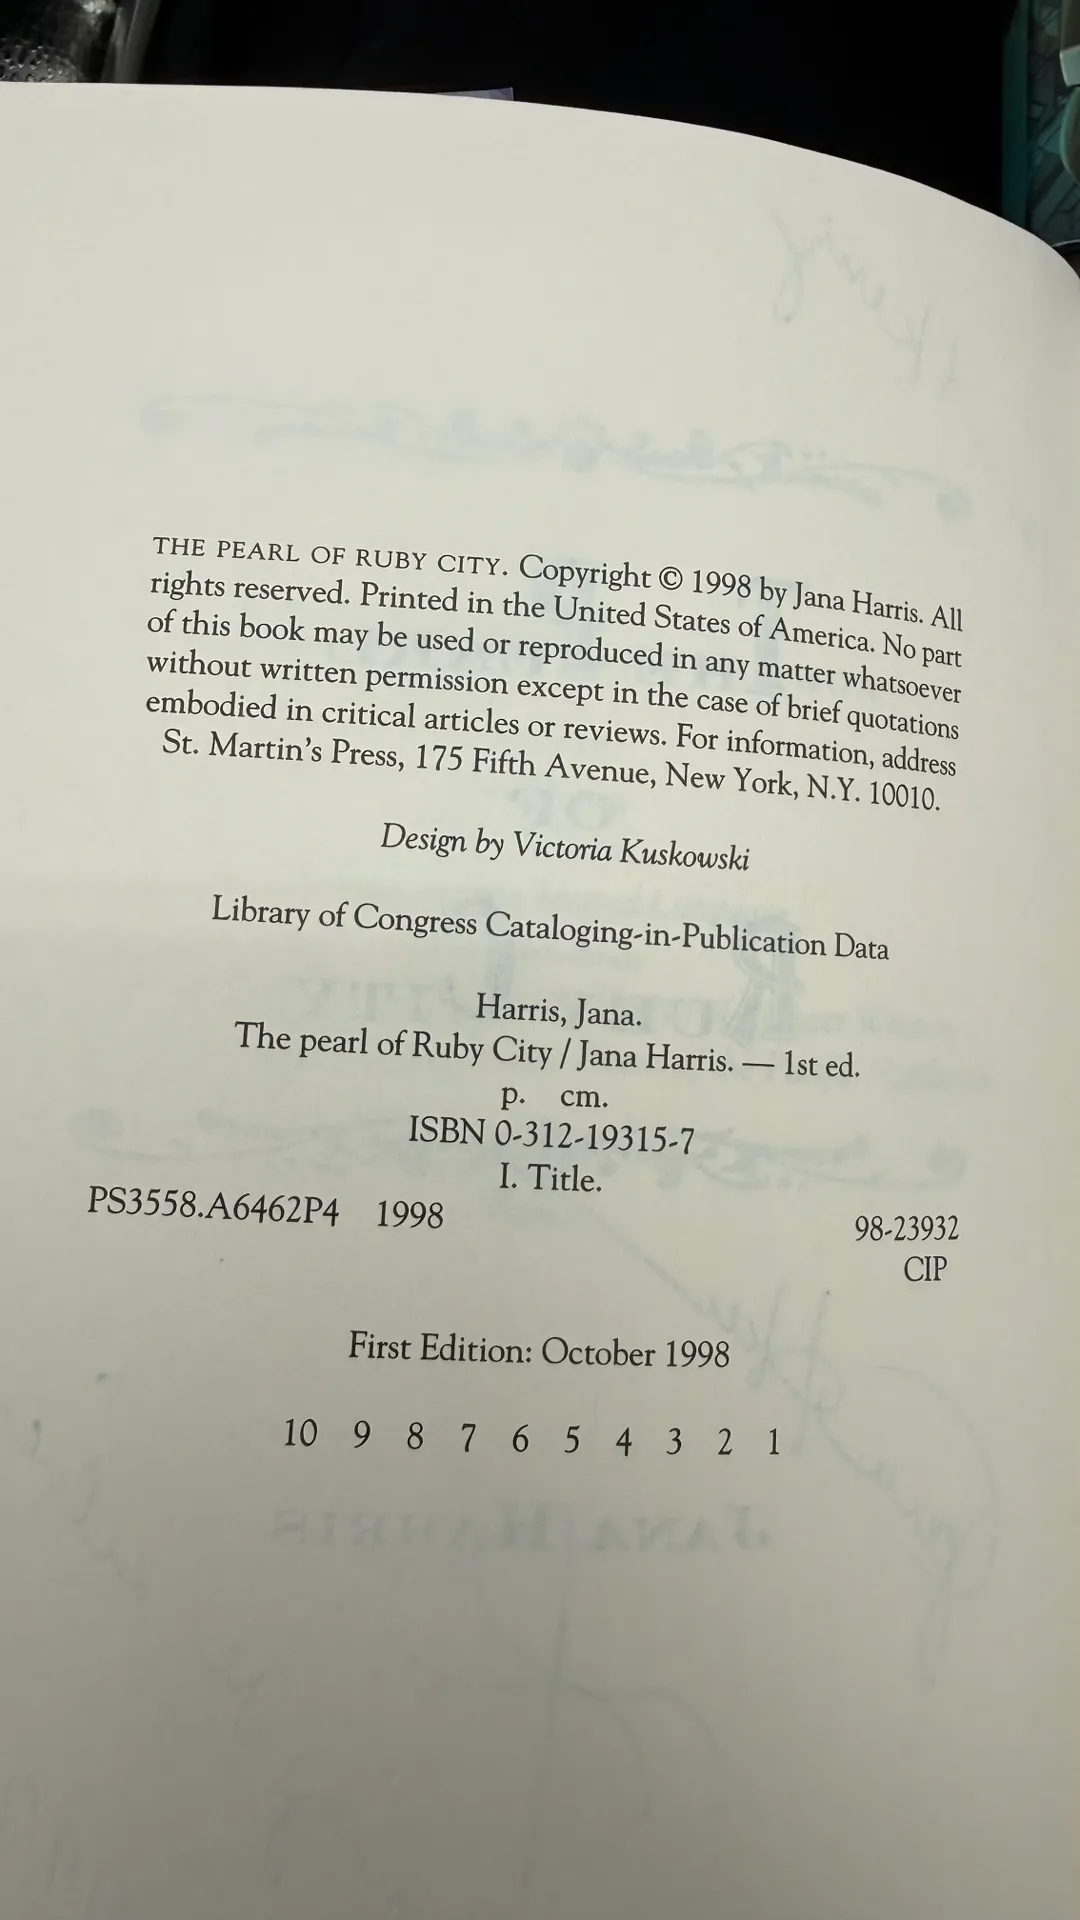 THE PEARL OF RUBY CITY. Copyright © 1998 by Jana Harris. All
rights reserved. Printed in the United States of America. No part
of this book may be used or reproduced in any matter whatsoever
without written permission except in the case of brief quotations
embodied in critical articles or reviews. For information, address
St. Martin's Press, 175 Fifth Avenue, New York, N.Y. 10010.
Design by Victoria Kuskowski
Library of Congress Cataloging-in-Publication Data
Harris, Jana.
The pearl of Ruby City / Jana Harris. — 1st ed.
p. cm.
ISBN 0-312-19315-7
I. Title.
PS3558.A6462P4 1998 98-23932
CIP
First Edition: October 1998
10 9 8 7 6 5 4 3 2 1
JANA HARRIS